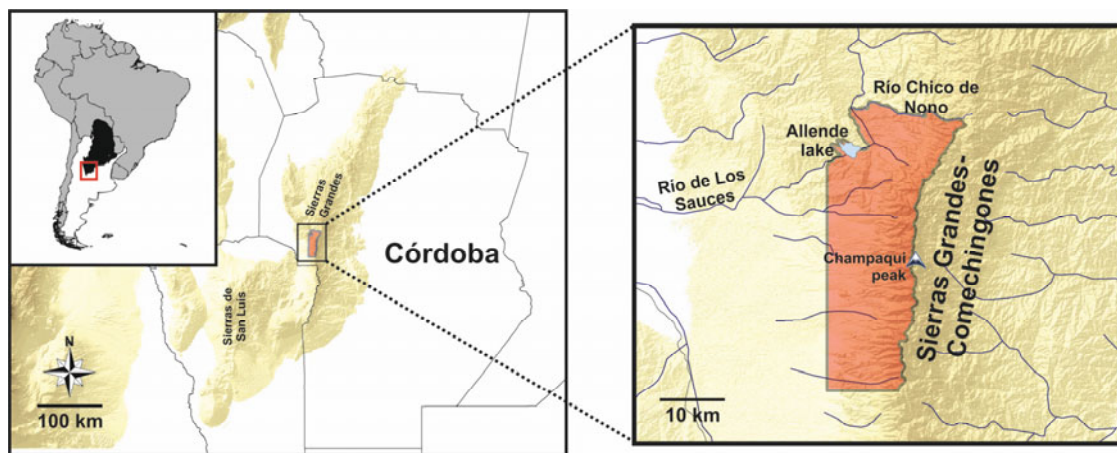 Sierras Grandes
Córdoba
Sierras de
San Luis
N
100 km
Río Chico de
Nono
Allende
lake
Río de Los
Sauces
Champaqui
peak
Sierras Grandes-
Comechingones
10 km